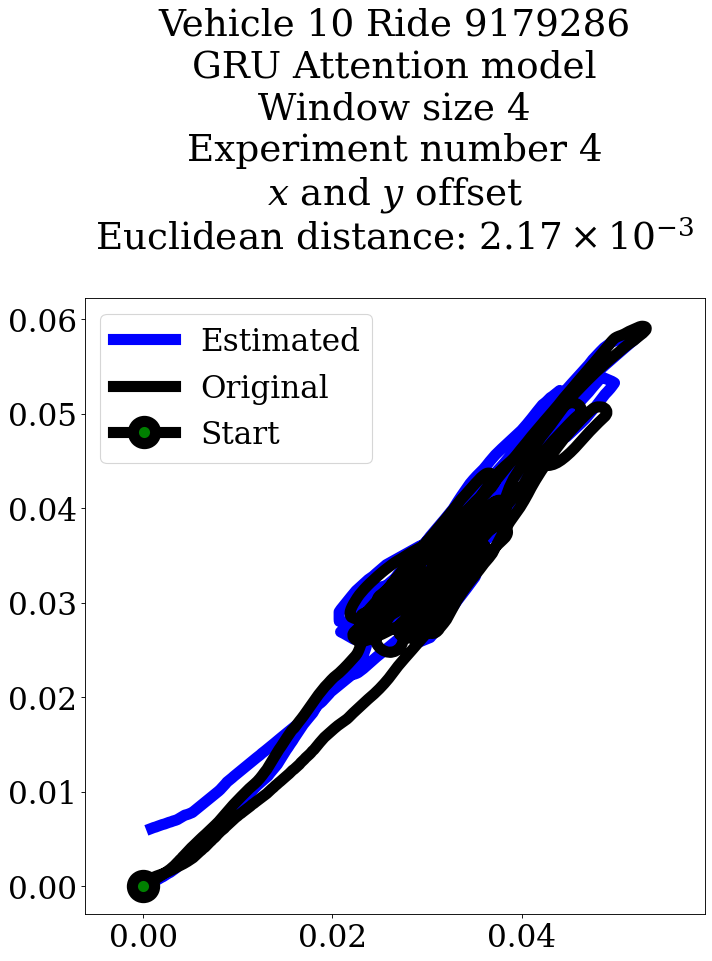 Vehicle 10 Ride 9179286
GRU Attention model
Window size 4
Experiment number 4
x and y offset
Euclidean distance: 2.17 × 10⁻³
Estimated
Original
Start
0.06
0.05
0.04
0.03
0.02
0.01
0.00
0.00 0.02 0.04